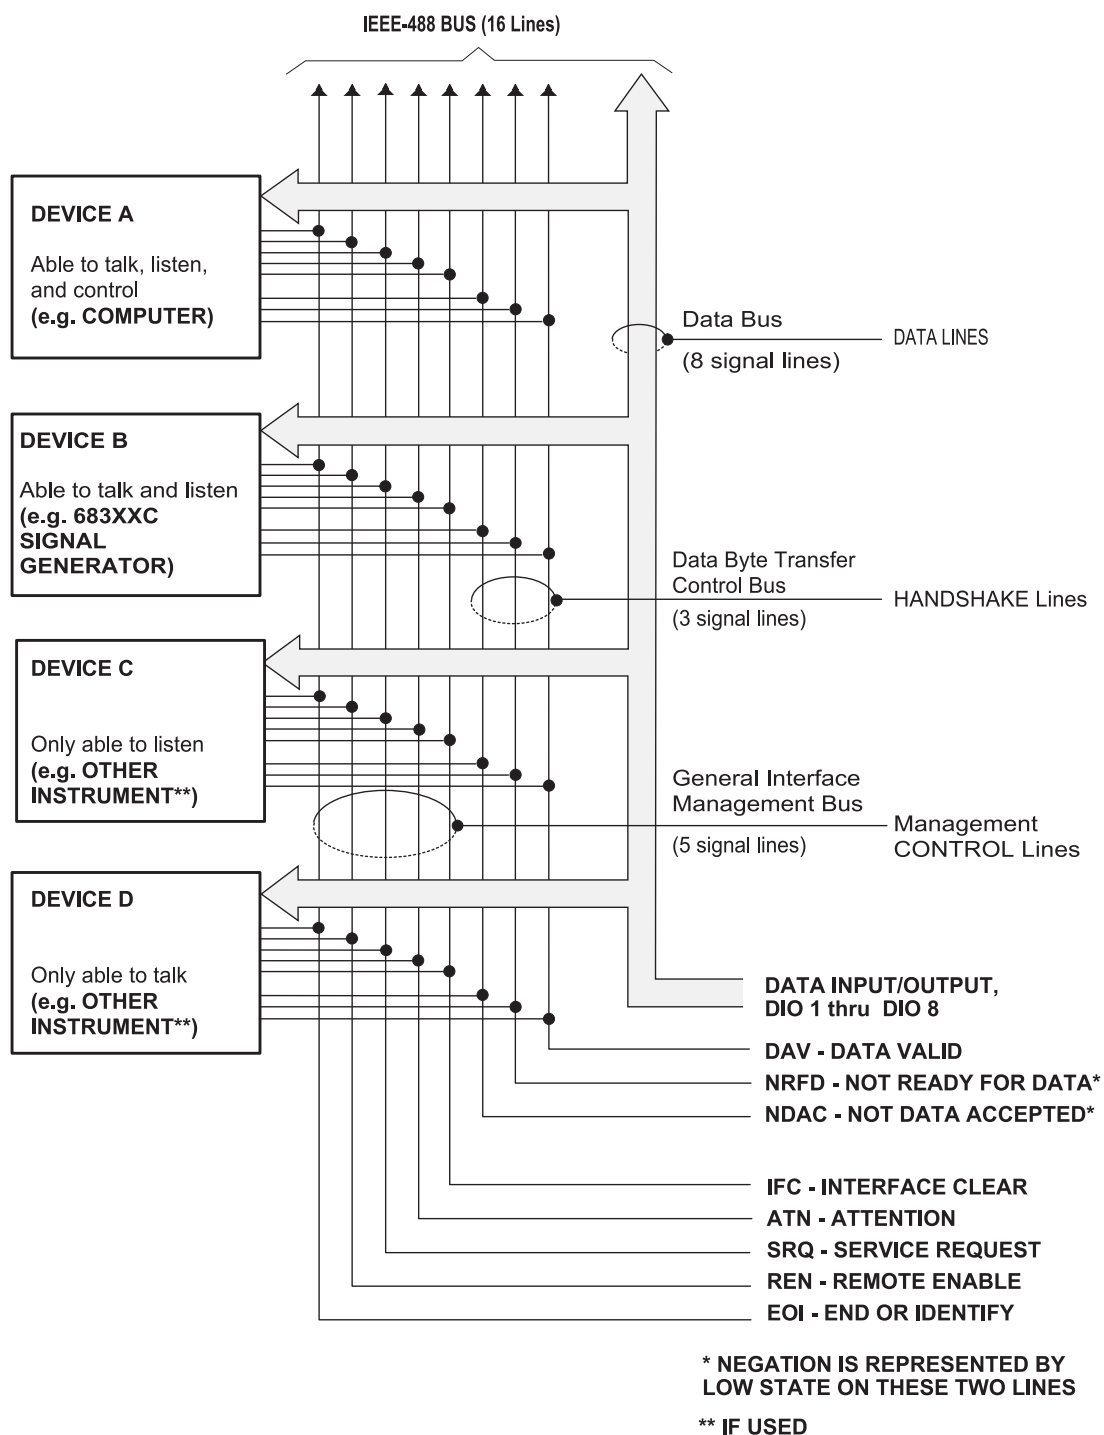 IEEE-488 BUS (16 Lines)
DEVICE A
Able to talk, listen,
and control
(e.g. COMPUTER)
Data Bus
(8 signal lines)
DATA LINES
DEVICE B
Able to talk and listen
(e.g. 683XXC
SIGNAL
GENERATOR)
Data Byte Transfer
Control Bus
(3 signal lines)
HANDSHAKE Lines
DEVICE C
Only able to listen
(e.g. OTHER
INSTRUMENT**)
General Interface
Management Bus
(5 signal lines)
Management
CONTROL Lines
DEVICE D
Only able to talk
(e.g. OTHER
INSTRUMENT**)
DATA INPUT/OUTPUT,
DIO 1 thru DIO 8
DAV - DATA VALID
NRFD - NOT READY FOR DATA*
NDAC - NOT DATA ACCEPTED*
IFC - INTERFACE CLEAR
ATN - ATTENTION
SRQ - SERVICE REQUEST
REN - REMOTE ENABLE
EOI - END OR IDENTIFY
* NEGATION IS REPRESENTED BY
LOW STATE ON THESE TWO LINES
** IF USED